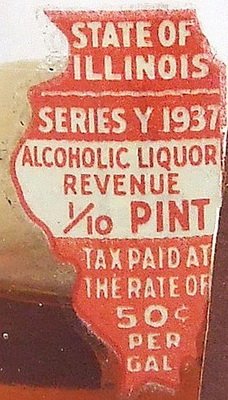 STATE OF
ILLINOIS
SERIES Y 1937
ALCOHOLIC LIQUOR
REVENUE
1/10 PINT
TAX PAID AT
THE RATE OF
50¢
PER
GAL